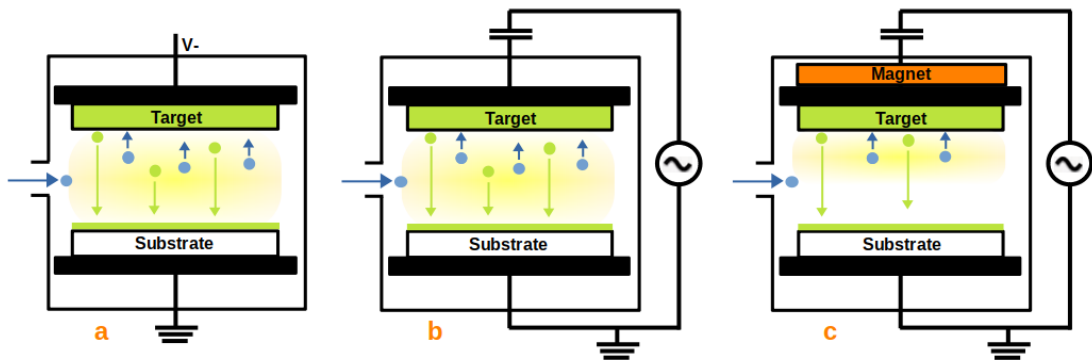 V-
Target
Substrate
a
Target
Substrate
b
Magnet
Target
Substrate
c